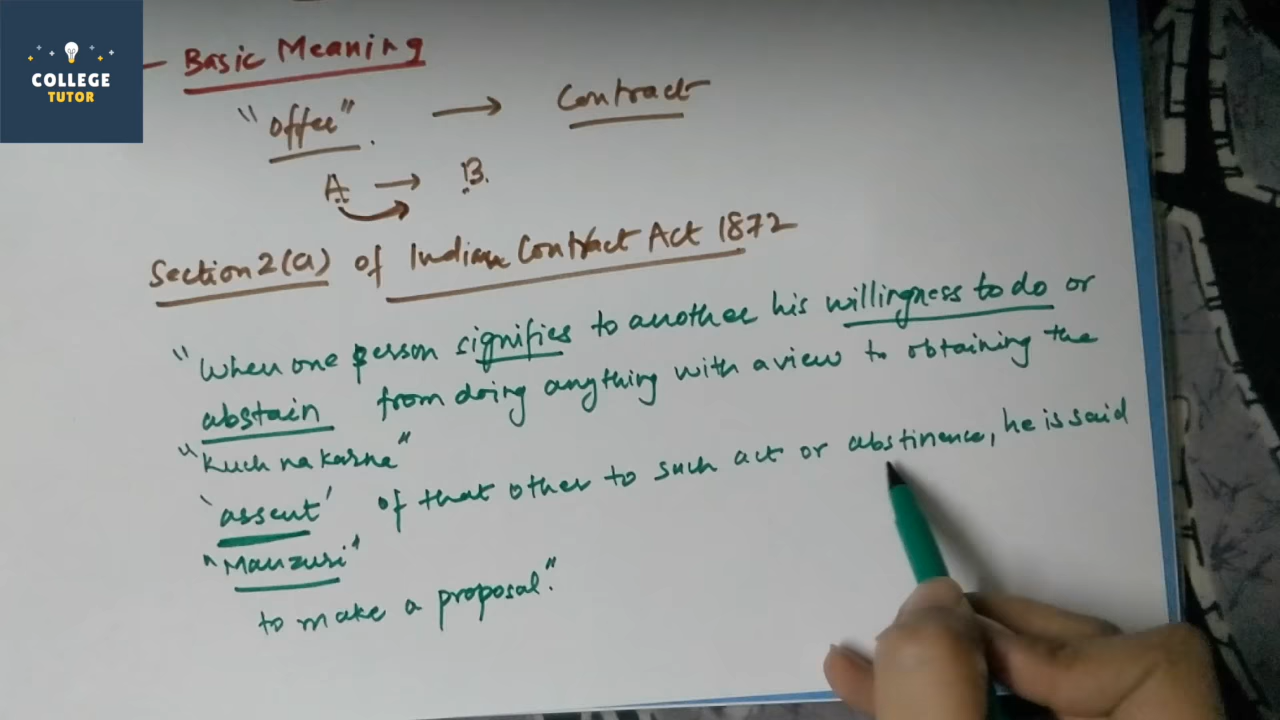 COLLEGE
TUTOR
- Basic Meaning
"Offer". → Contract
A → B.
Section 2(a) of Indian Contract Act 1872
"When one person signifies to another his willingness to do or
abstain from doing anything with a view to obtaining the
"Kuch na karna"
'assent' of that other to such act or abstinence, he is said
"Manzuri"
to make a proposal."